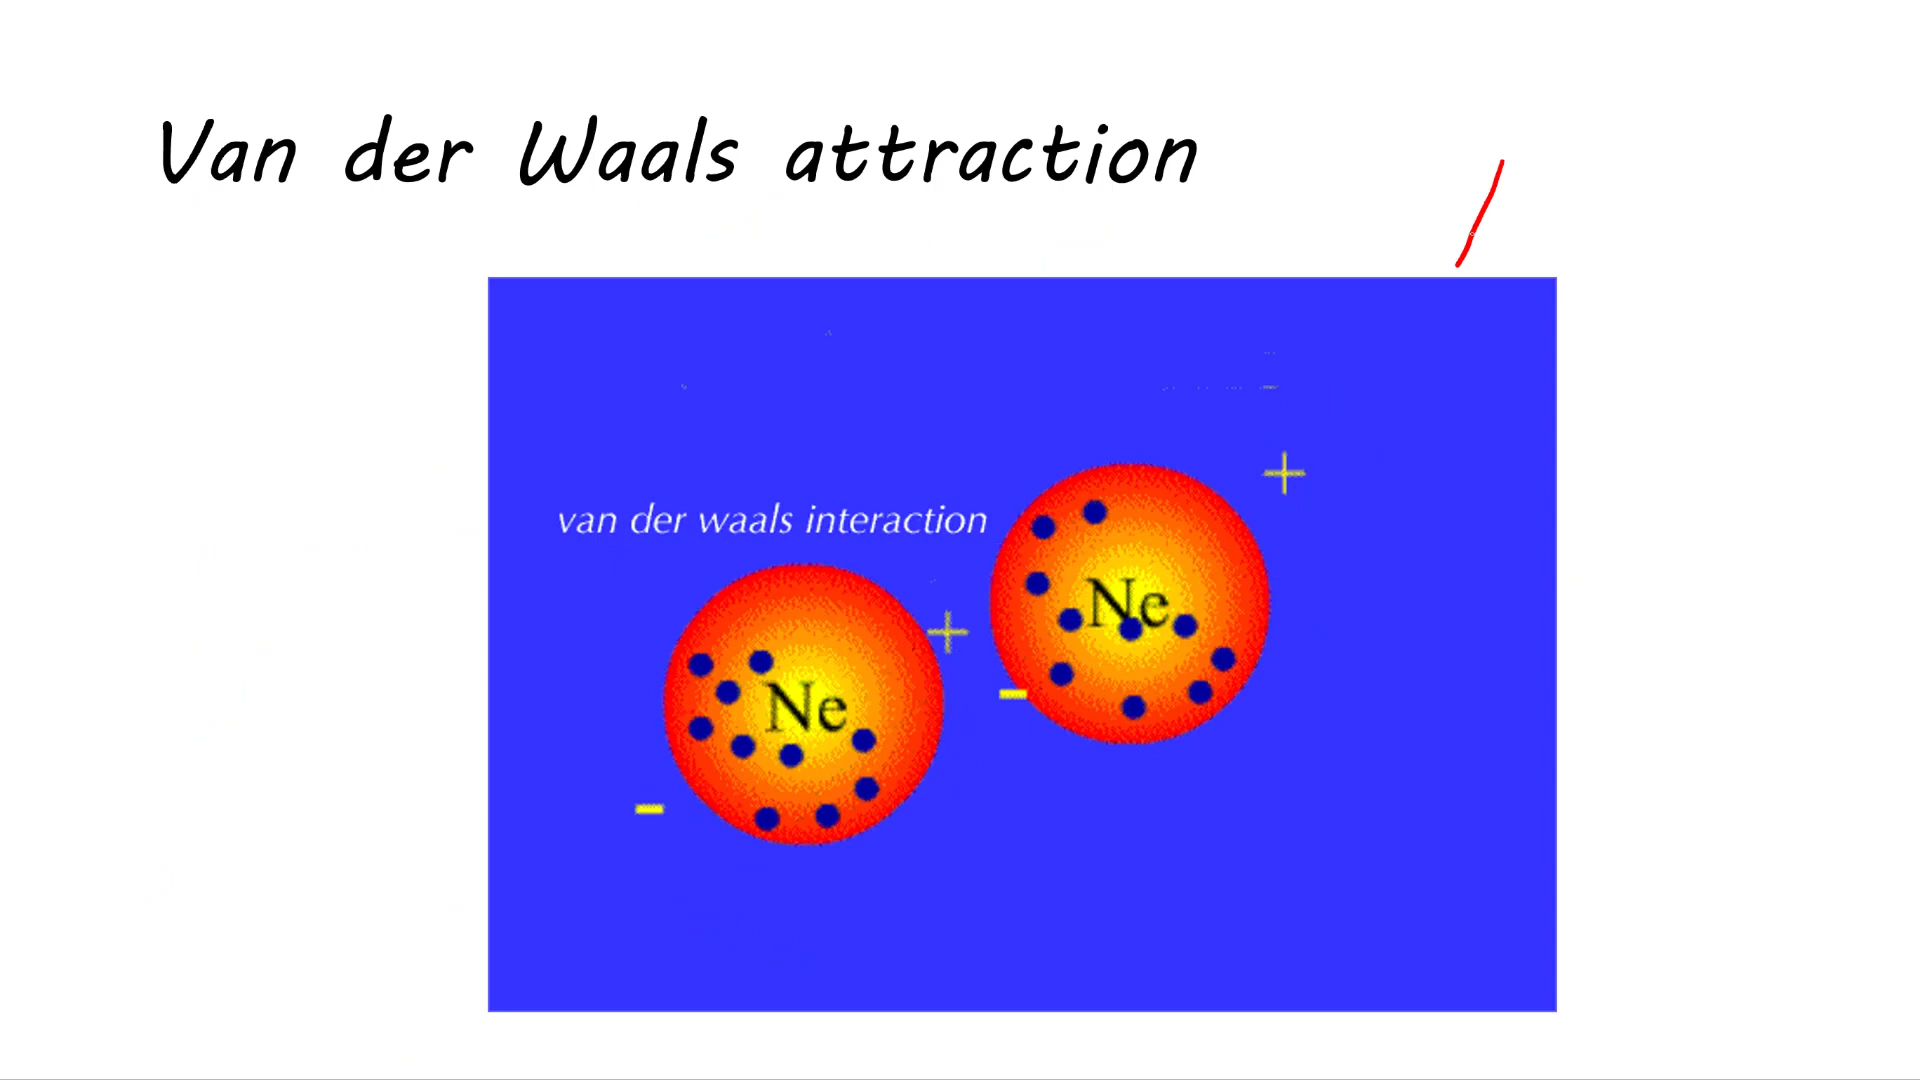 Van der Waals attraction
+
van der waals interaction
Ne
+
-
Ne
-